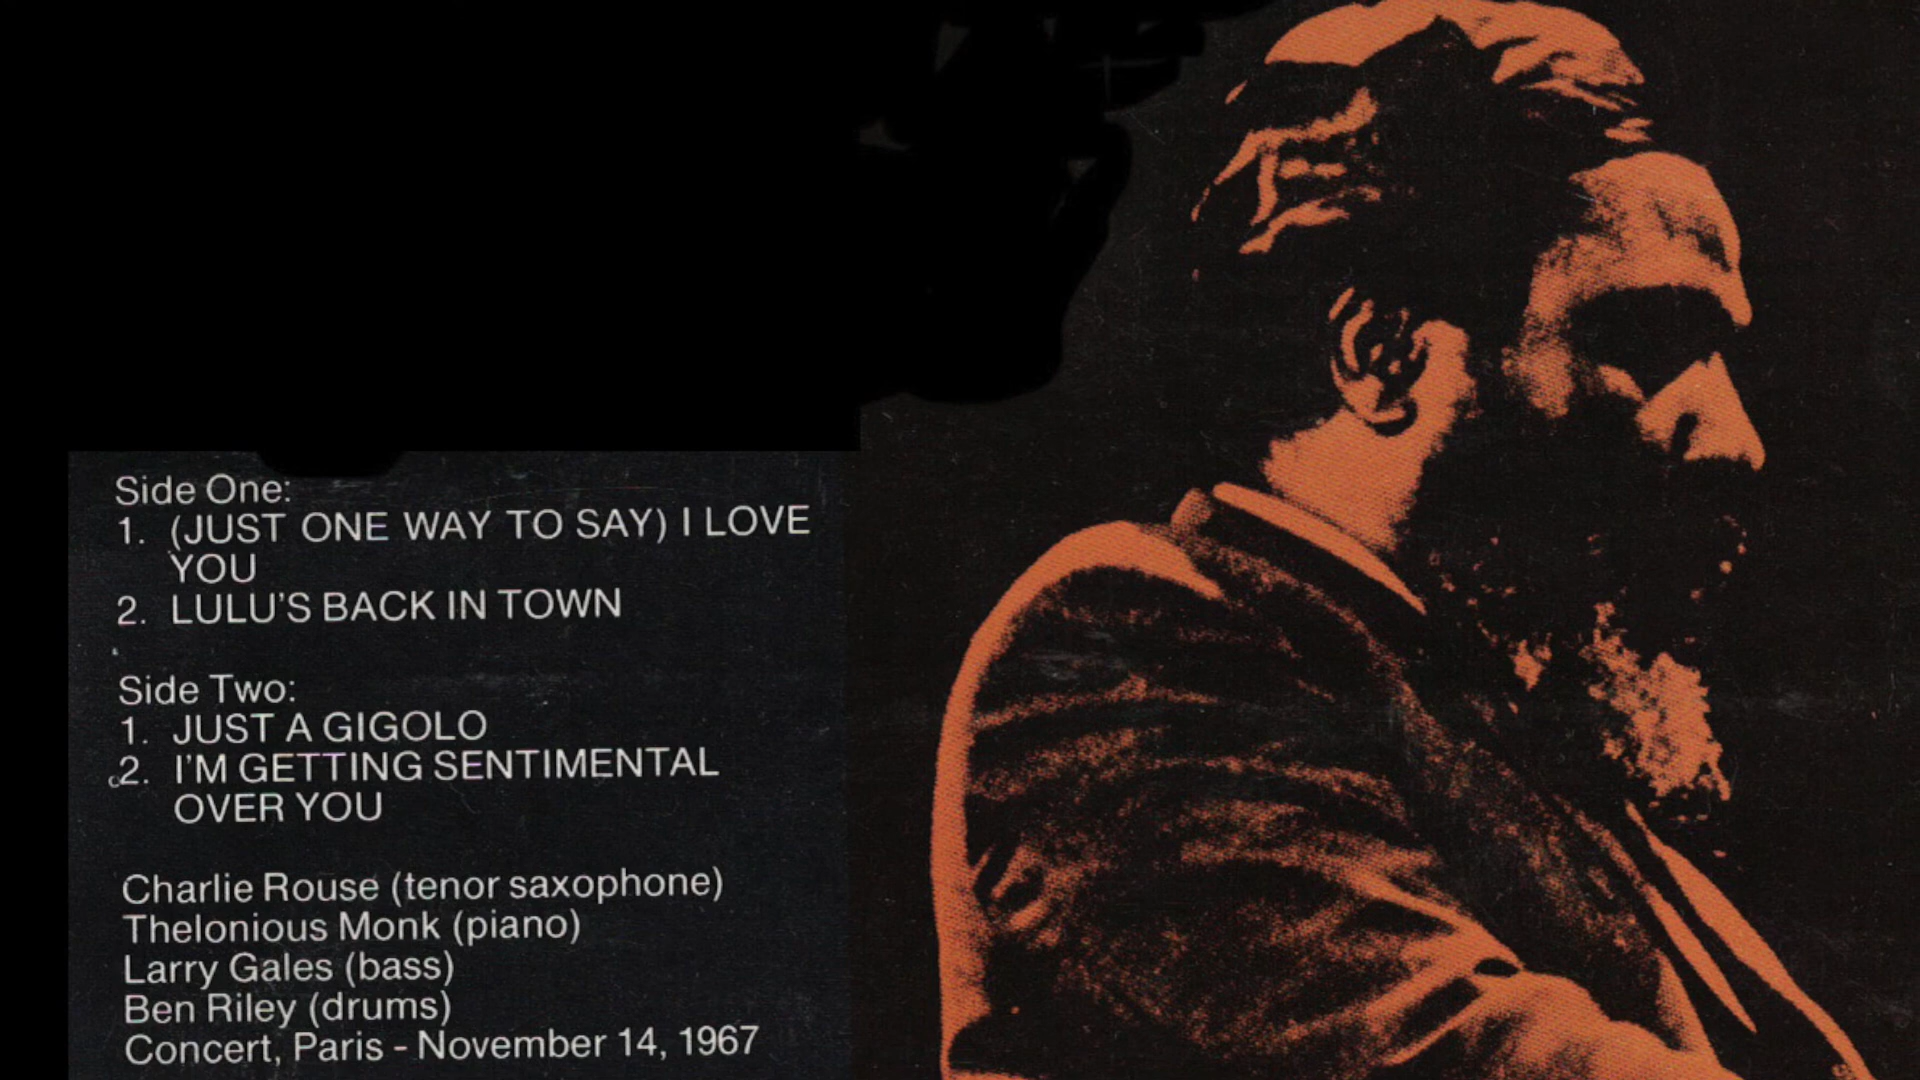 Side One:
1. (JUST ONE WAY TO SAY) I LOVE
YOU
2. LULU'S BACK IN TOWN
Side Two:
1. JUST A GIGOLO
2. I'M GETTING SENTIMENTAL
OVER YOU
Charlie Rouse (tenor saxophone)
Thelonious Monk (piano)
Larry Gales (bass)
Ben Riley (drums)
Concert, Paris - November 14, 1967